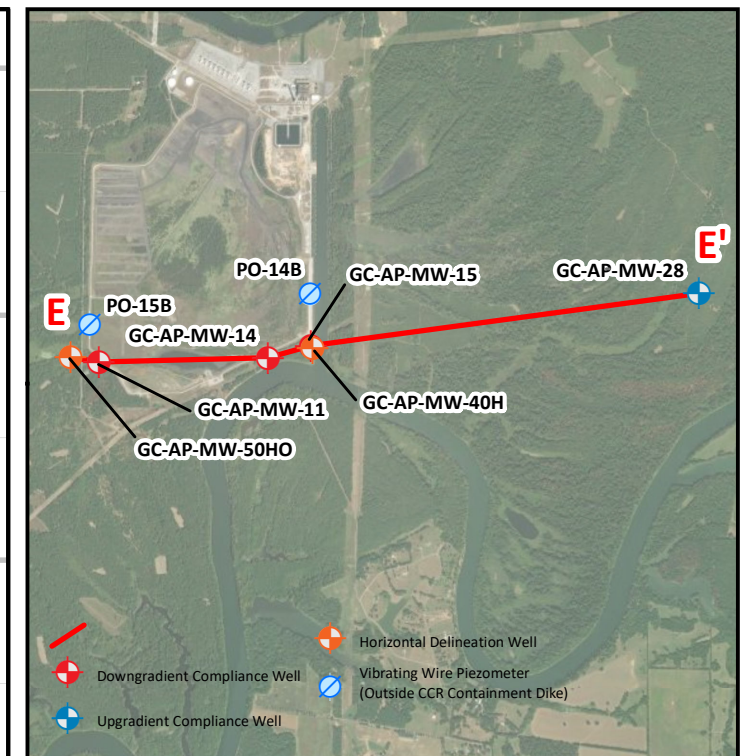 E'
GC-AP-MW-28
PO-14B
GC-AP-MW-15
E
PO-15B
GC-AP-MW-14
GC-AP-MW-11
GC-AP-MW-40H
GC-AP-MW-50HO
Horizontal Delineation Well
Downgradient Compliance Well
Vibrating Wire Piezometer
(Outside CCR Containment Dike)
Upgradient Compliance Well